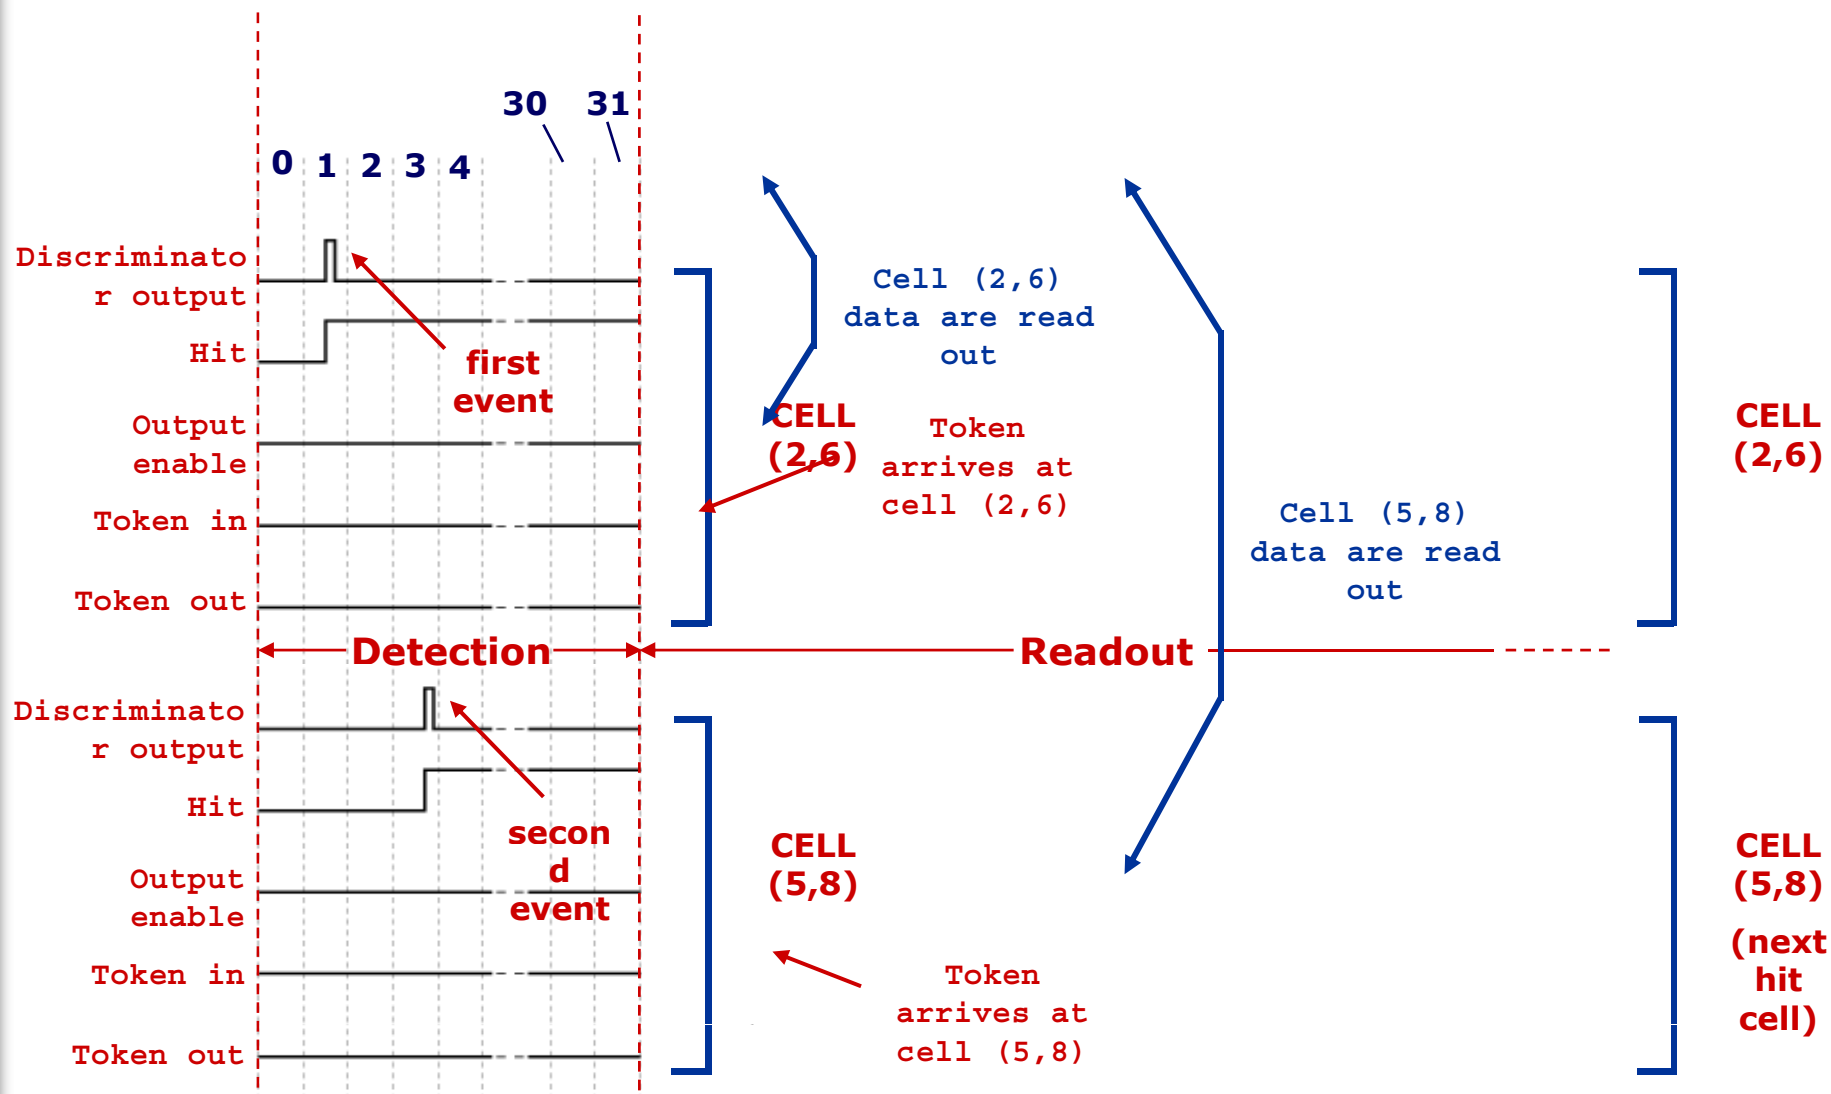 30 31
0 1 2 3 4
Discriminato
r output
Hit
first
event
Output
enable
Token in
Token out
Cell (2,6)
data are read
out
CELL
(2,6)
Token
arrives at
cell (2,6)
Cell (5,8)
data are read
out
CELL
(2,6)
Detection
Readout
Discriminato
r output
Hit
secon
d
event
Output
enable
Token in
Token out
CELL
(5,8)
Token
arrives at
cell (5,8)
CELL
(5,8)
(next
hit
cell)